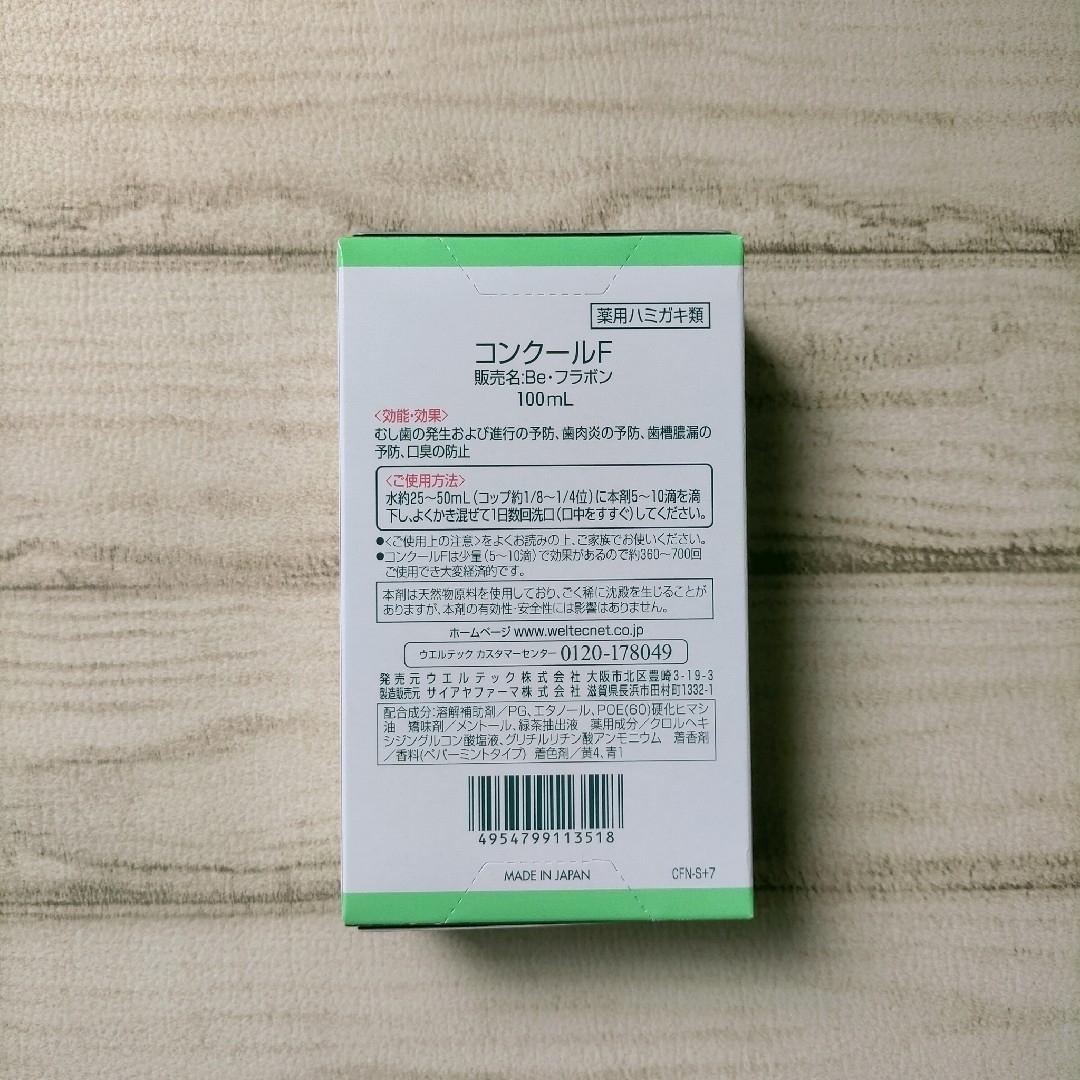 薬用ハミガキ類
コンクールF
販売名:Be・フラボン
100mL
〈効能・効果〉
むし歯の発生および進行の予防、歯肉炎の予防、歯槽膿漏の
予防、口臭の防止
〈ご使用方法〉
水約25〜50mL(コップ約1/8〜1/4位)に本剤5〜10滴を滴
下し、よくかき混ぜて1日数回洗口(口中をすすぐ)してください。
●〈ご使用上の注意〉をよくお読みの上、ご家族でお使いください。
●コンクールFは少量(5〜10滴)で効果があるので約360〜700回
ご使用でき大変経済的です。
本剤は天然物原料を使用しており、ごく稀に沈殿を生じることが
ありますが、本剤の有効性・安全性には影響はありません。
ホームページ www.weltecnet.co.jp
ウエルテック カスタマーセンター 0120-178049
発売元 ウエルテック株式会社 大阪市北区豊崎3-19-3
製造販売元 サイアヤファーマ株式会社 滋賀県長浜市田村町1332-1
配合成分:溶解補助剤/PG、エタノール、POE(60)硬化ヒマシ
油 矯味剤/メントール、緑茶抽出液 薬用成分/クロルヘキ
シジングルコン酸塩液、グリチルリチン酸アンモニウム 着香剤
/香料(ペパーミントタイプ) 着色剤/黄4、青1
4954799113518
MADE IN JAPAN
CFN-S+7